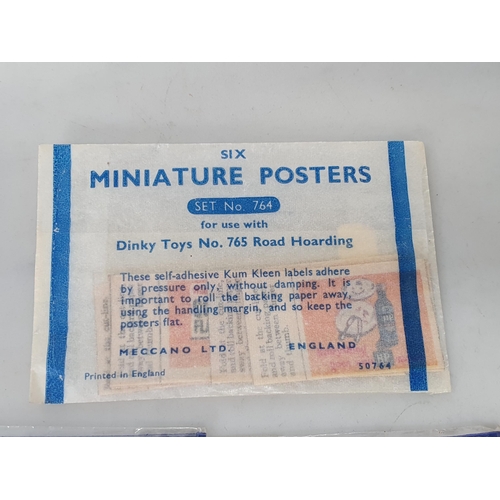 SIX
MINIATURE POSTERS
SET No. 764
for use with
Dinky Toys No. 765 Road Hoarding
These self-adhesive Kum Kleen labels adhere
by pressure only, without damping. It is
important to roll the backing paper away,
using the handling margin, and so keep the
posters flat.
MECCANO LTD. ENGLAND
Printed in England
50764